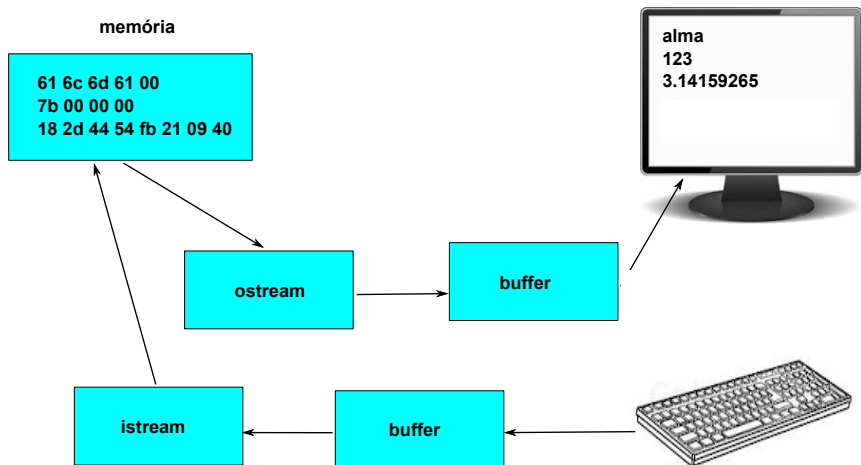 memória
61 6c 6d 61 00
7b 00 00 00
18 2d 44 54 fb 21 09 40
alma
123
3.14159265
ostream
buffer
istream
buffer